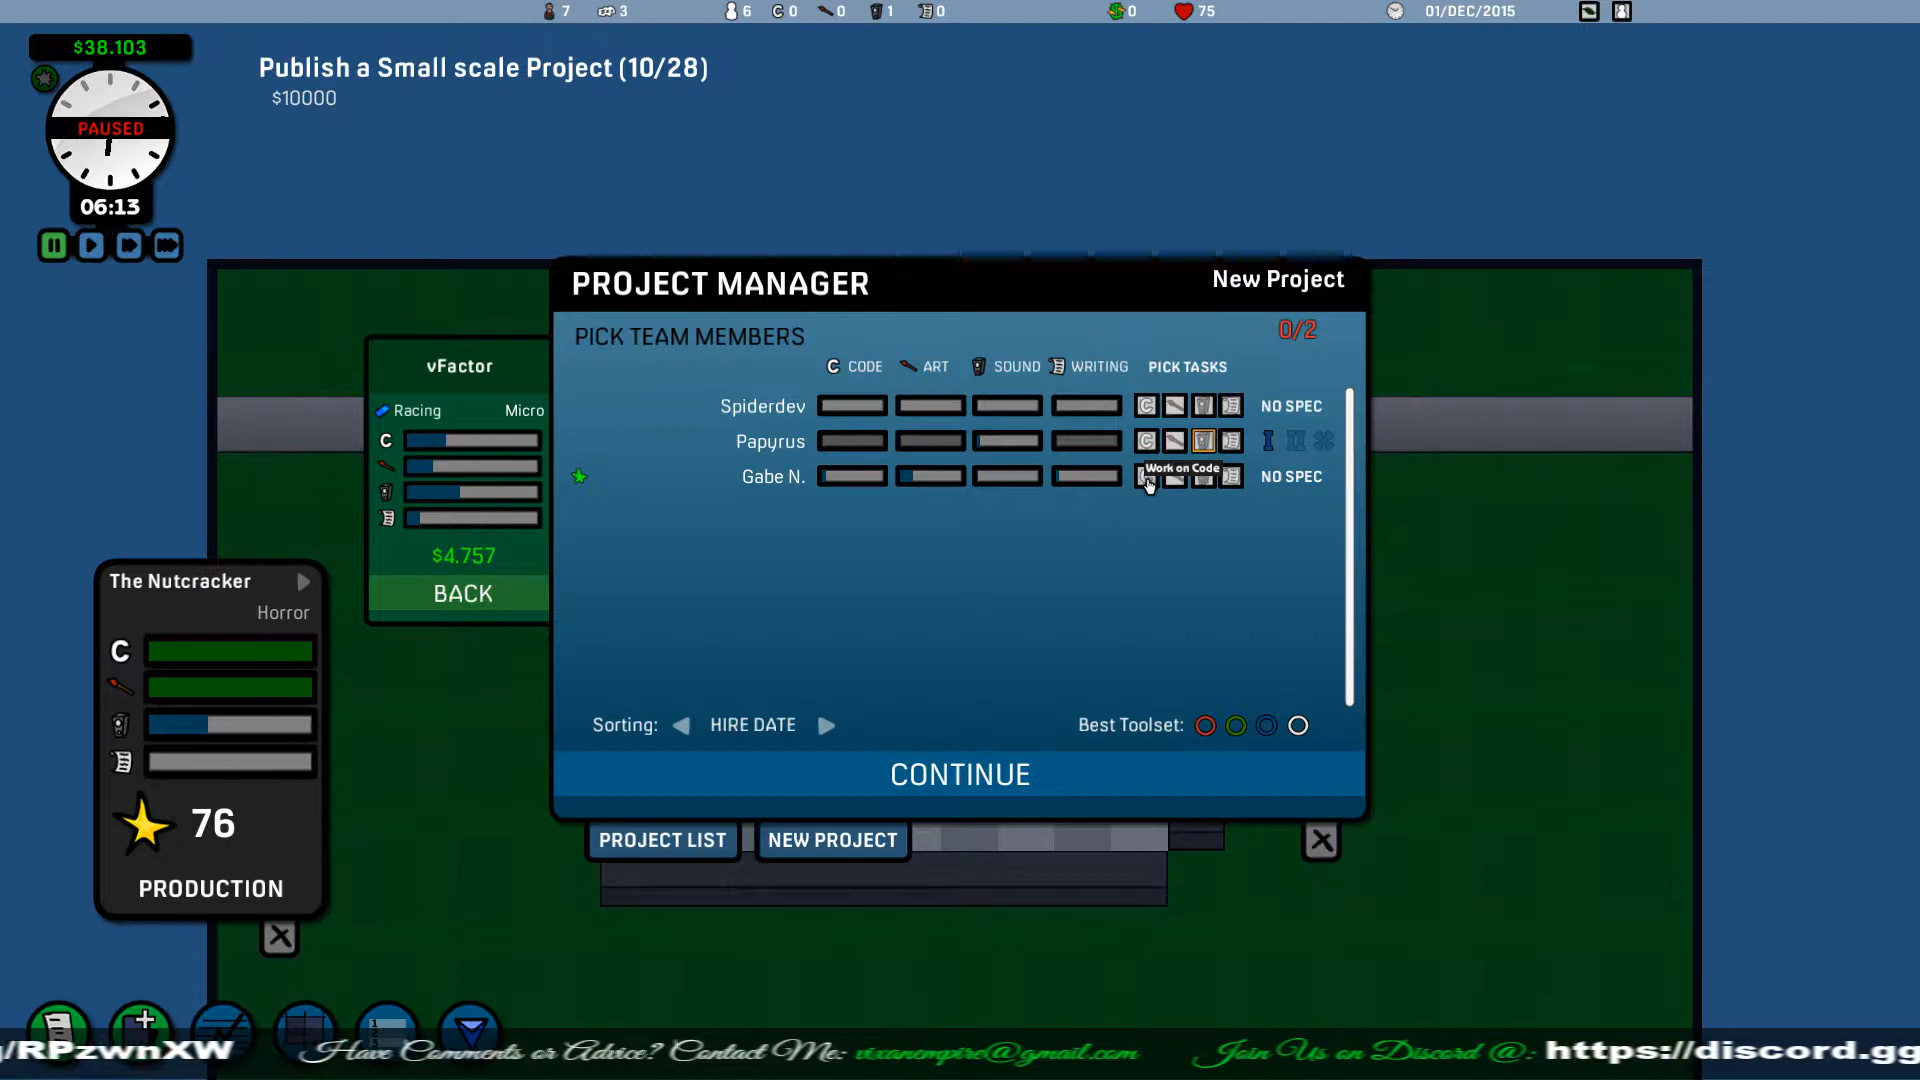 7 3 6 C 0 0 1 0 0 75 01/DEC/2015
$38.103
PAUSED
06:13
Publish a Small scale Project (10/28)
$10000
PROJECT MANAGER New Project
PICK TEAM MEMBERS 0/2
C CODE ART SOUND WRITING PICK TASKS
Spiderdev C NO SPEC
Papyrus C I II
Gabe N. NO SPEC
Work on Code
Sorting: HIRE DATE Best Toolset:
CONTINUE
PROJECT LIST NEW PROJECT X
vFactor
Racing Micro
C
$4.757
BACK
The Nutcracker
Horror
C
76
PRODUCTION
X
g/RPzwnXW Have Comments or Advice? Contact Me: vixanempire@gmail.com Join Us on Discord @: https://discord.gg